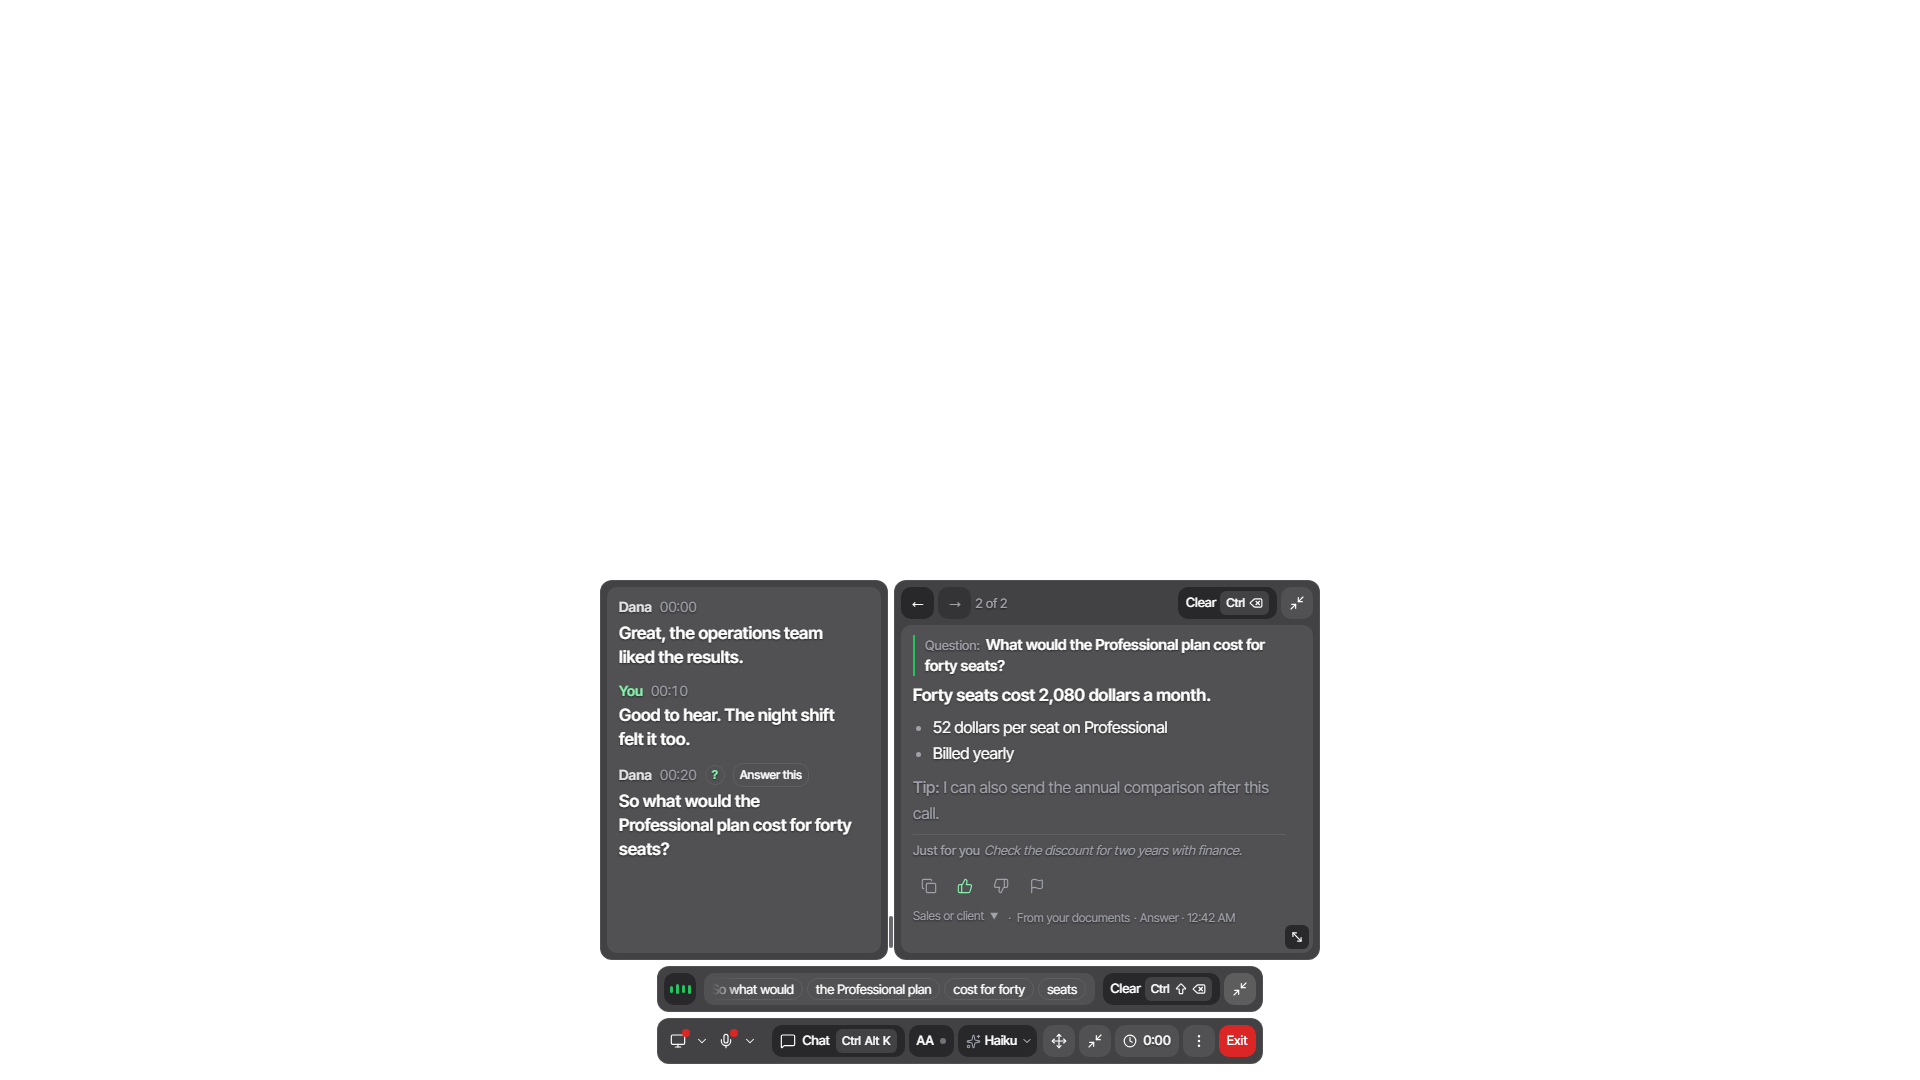 Dana 00:00
Great, the operations team
liked the results.
You 00:10
Good to hear. The night shift
felt it too.
Dana 00:20 ? Answer this
So what would the
Professional plan cost for forty
seats?
← → 2 of 2 Clear Ctrl
Question: What would the Professional plan cost for
forty seats?
Forty seats cost 2,080 dollars a month.
• 52 dollars per seat on Professional
• Billed yearly
Tip: I can also send the annual comparison after this
call.
Just for you Check the discount for two years with finance.
Sales or client ▼ · From your documents · Answer · 12:42 AM
So what would the Professional plan cost for forty seats Clear Ctrl
Chat Ctrl Alt K AA Haiku 0:00 Exit